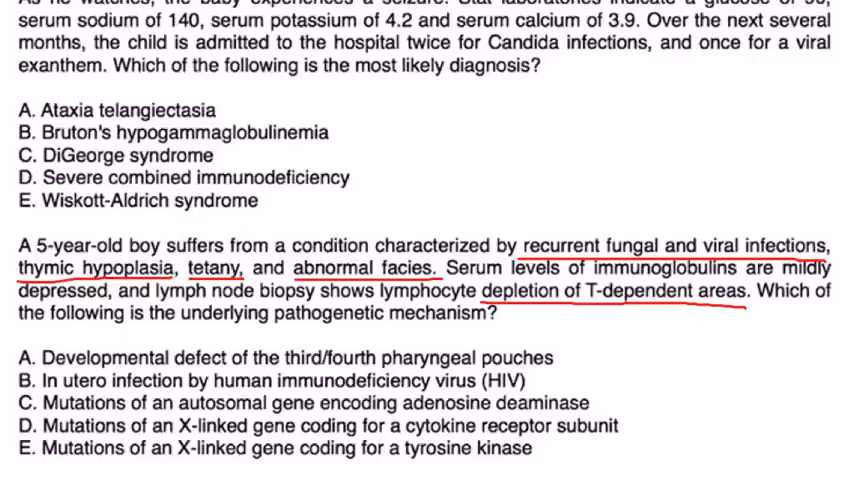 serum sodium of 140, serum potassium of 4.2 and serum calcium of 3.9. Over the next several
months, the child is admitted to the hospital twice for Candida infections, and once for a viral
exanthem. Which of the following is the most likely diagnosis?
A. Ataxia telangiectasia
B. Bruton's hypogammaglobulinemia
C. DiGeorge syndrome
D. Severe combined immunodeficiency
E. Wiskott-Aldrich syndrome
A 5-year-old boy suffers from a condition characterized by recurrent fungal and viral infections,
thymic hypoplasia, tetany, and abnormal facies. Serum levels of immunoglobulins are mildly
depressed, and lymph node biopsy shows lymphocyte depletion of T-dependent areas. Which of
the following is the underlying pathogenetic mechanism?
A. Developmental defect of the third/fourth pharyngeal pouches
B. In utero infection by human immunodeficiency virus (HIV)
C. Mutations of an autosomal gene encoding adenosine deaminase
D. Mutations of an X-linked gene coding for a cytokine receptor subunit
E. Mutations of an X-linked gene coding for a tyrosine kinase